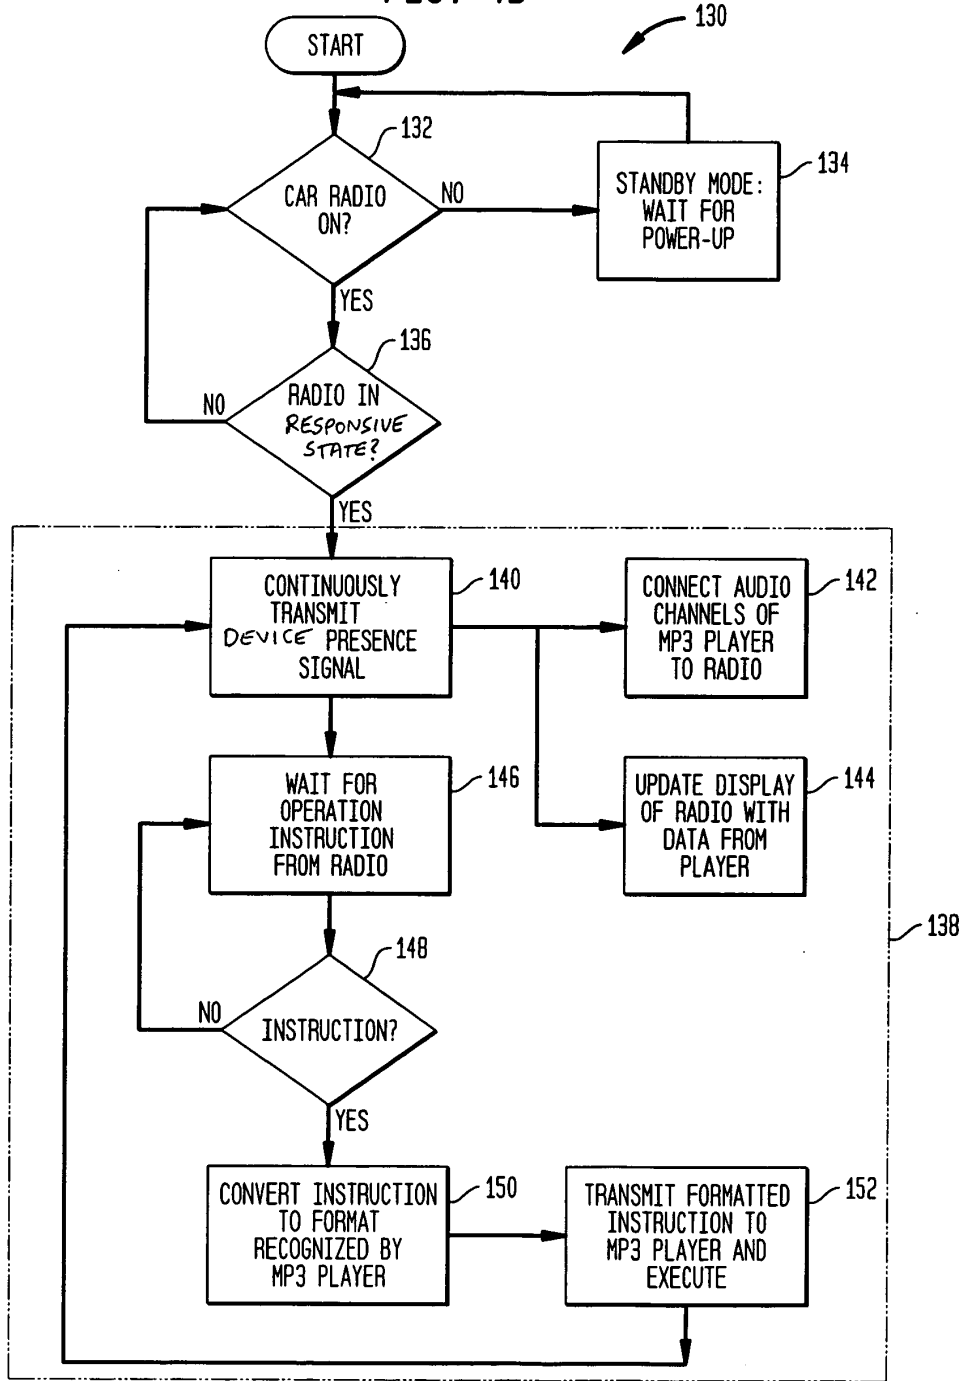 130
START
132
CAR RADIO
ON?
NO
134
STANDBY MODE:
WAIT FOR
POWER-UP
YES
136
RADIO IN
RESPONSIVE
STATE?
NO
YES
140
CONTINUOUSLY
TRANSMIT
DEVICE PRESENCE
SIGNAL
142
CONNECT AUDIO
CHANNELS OF
MP3 PLAYER
TO RADIO
146
WAIT FOR
OPERATION
INSTRUCTION
FROM RADIO
144
UPDATE DISPLAY
OF RADIO WITH
DATA FROM
PLAYER
138
148
INSTRUCTION?
NO
YES
150
CONVERT INSTRUCTION
TO FORMAT
RECOGNIZED BY
MP3 PLAYER
152
TRANSMIT FORMATTED
INSTRUCTION TO
MP3 PLAYER AND
EXECUTE